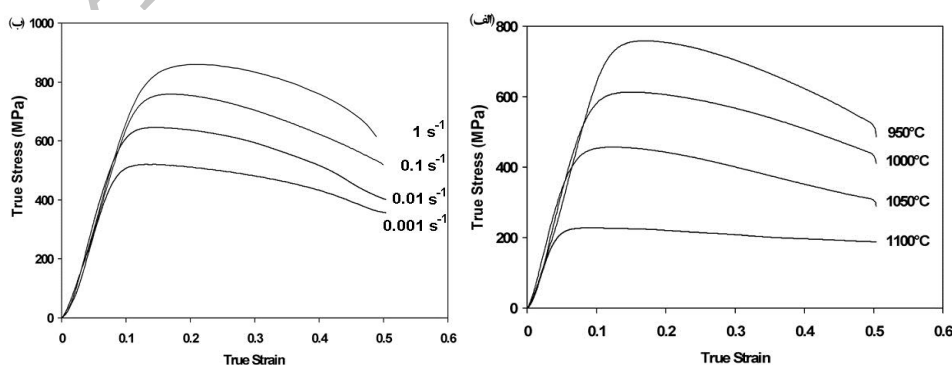 (ب)
1000
800
600
400
200
0
True Stress (MPa)
1 s-1
0.1 s-1
0.01 s-1
0.001 s-1
0 0.1 0.2 0.3 0.4 0.5 0.6
True Strain
(الف)
800
600
400
200
0
True Stress (MPa)
950°C
1000°C
1050°C
1100°C
0 0.1 0.2 0.3 0.4 0.5 0.6
True Strain